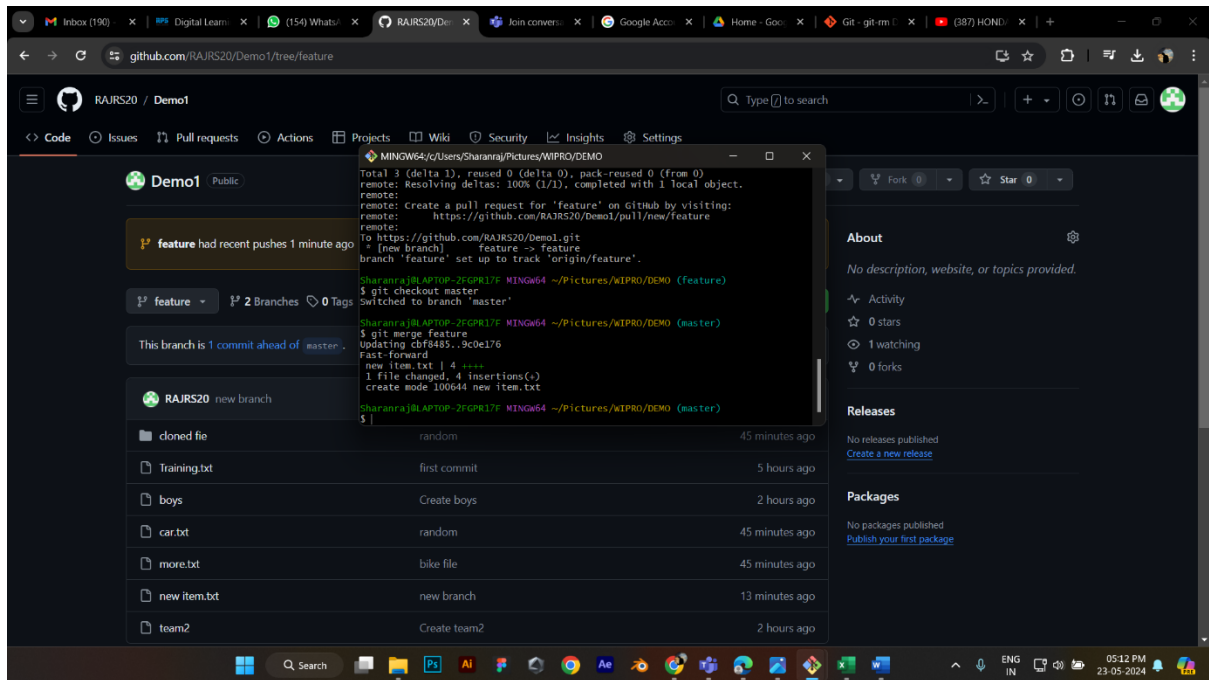 Inbox (190) -
Digital Learni
(154) WhatsA
RAJRS20/Der
Join conversa
Google Acco
Home - Goog
Git - git-rm D
(387) HONDA
github.com/RAJRS20/Demo1/tree/feature
RAJRS20 / Demo1
Type / to search
Code Issues Pull requests Actions Projects Wiki Security Insights Settings
MINGW64:/c/Users/Sharanraj/Pictures/WIPRO/DEMO
Total 3 (delta 1), reused 0 (delta 0), pack-reused 0 (from 0)
remote: Resolving deltas: 100% (1/1), completed with 1 local object.
remote:
remote: Create a pull request for 'feature' on GitHub by visiting:
remote:      https://github.com/RAJRS20/Demo1/pull/new/feature
remote:
To https://github.com/RAJRS20/Demo1.git
 * [new branch]      feature -> feature
branch 'feature' set up to track 'origin/feature'.
Sharanraj@LAPTOP-2FGPR17F MINGW64 ~/Pictures/WIPRO/DEMO (feature)
$ git checkout master
Switched to branch 'master'
Sharanraj@LAPTOP-2FGPR17F MINGW64 ~/Pictures/WIPRO/DEMO (master)
$ git merge feature
Updating cbf8485..9c0e176
Fast-forward
 new item.txt | 4 ++++
 1 file changed, 4 insertions(+)
 create mode 100644 new item.txt
Sharanraj@LAPTOP-2FGPR17F MINGW64 ~/Pictures/WIPRO/DEMO (master)
$
Demo1 Public
Fork 0
Star 0
feature had recent pushes 1 minute ago
feature 2 Branches 0 Tags
This branch is 1 commit ahead of master .
RAJRS20 new branch
cloned fie random 45 minutes ago
Training.txt first commit 5 hours ago
boys Create boys 2 hours ago
car.txt random 45 minutes ago
more.txt bike file 45 minutes ago
new item.txt new branch 13 minutes ago
team2 Create team2 2 hours ago
About
No description, website, or topics provided.
Activity
0 stars
1 watching
0 forks
Releases
No releases published
Create a new release
Packages
No packages published
Publish your first package
Search
Ps
Ai
Ae
ENG
IN
05:12 PM
23-05-2024